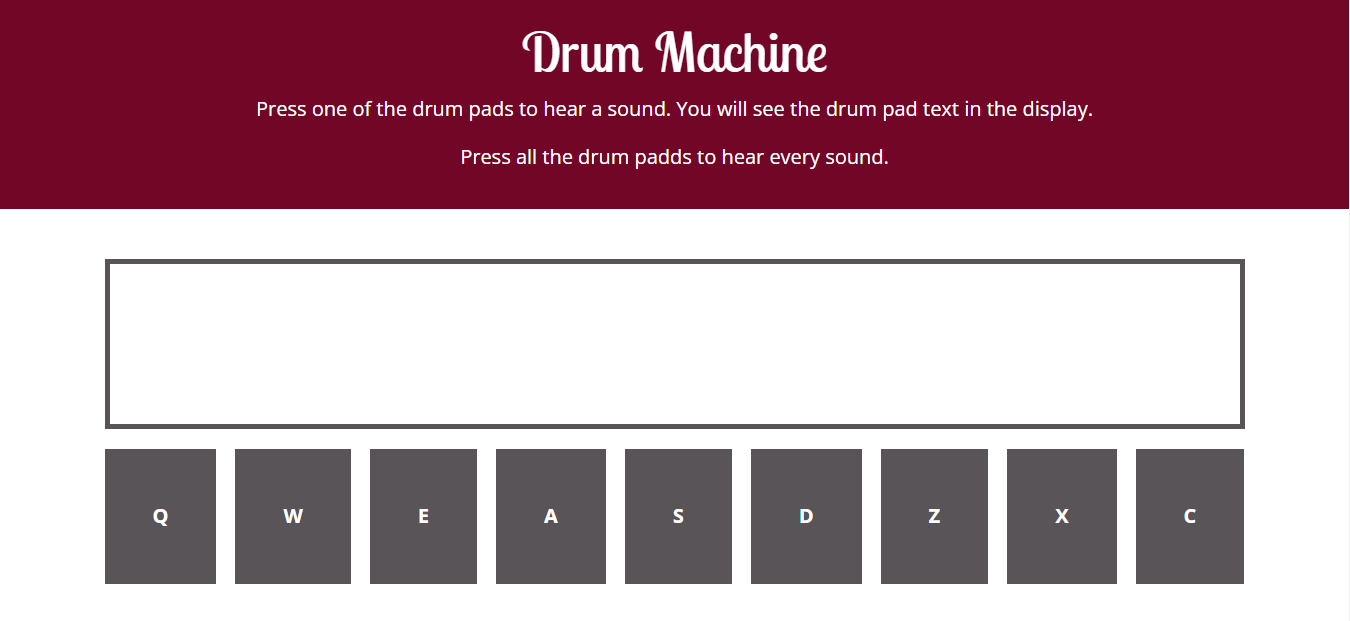 Drum Machine
Press one of the drum pads to hear a sound. You will see the drum pad text in the display.
Press all the drum padds to hear every sound.
Q W E A S D Z X C